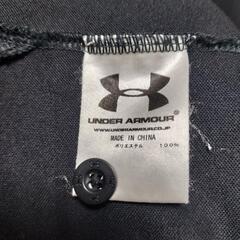 UNDER ARMOUR®
WWW.UNDERARMOUR.CO.JP
MADE IN CHINA
ポリエステル 100%